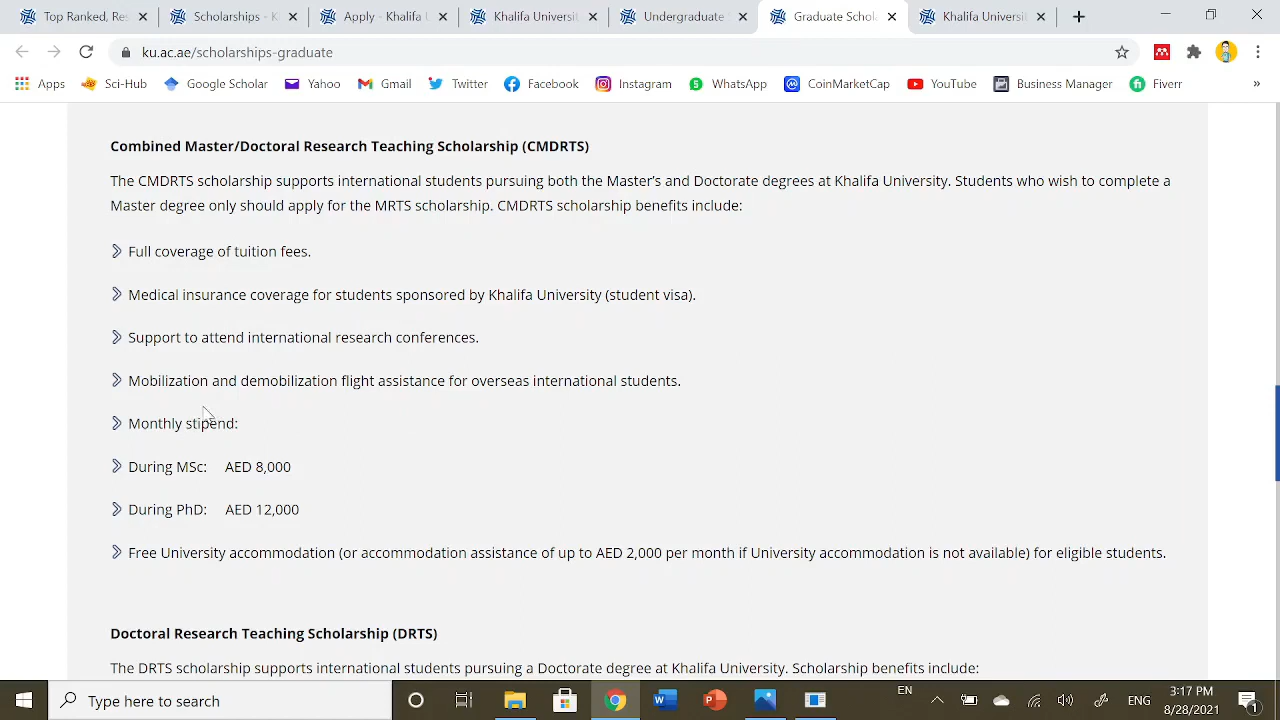 Top Ranked, Res
Scholarships - K
Apply - Khalifa U
Khalifa Universit
Undergraduate
Graduate Schol
Khalifa Universit
ku.ac.ae/scholarships-graduate
Apps Sci-Hub Google Scholar Yahoo Gmail Twitter Facebook Instagram WhatsApp CoinMarketCap YouTube Business Manager Fiverr »
Combined Master/Doctoral Research Teaching Scholarship (CMDRTS)
The CMDRTS scholarship supports international students pursuing both the Master's and Doctorate degrees at Khalifa University. Students who wish to complete a
Master degree only should apply for the MRTS scholarship. CMDRTS scholarship benefits include:
Full coverage of tuition fees.
Medical insurance coverage for students sponsored by Khalifa University (student visa).
Support to attend international research conferences.
Mobilization and demobilization flight assistance for overseas international students.
Monthly stipend:
During MSc: AED 8,000
During PhD: AED 12,000
Free University accommodation (or accommodation assistance of up to AED 2,000 per month if University accommodation is not available) for eligible students.
Doctoral Research Teaching Scholarship (DRTS)
The DRTS scholarship supports international students pursuing a Doctorate degree at Khalifa University. Scholarship benefits include:
Type here to search
EN
ENG
3:17 PM
8/28/2021
1